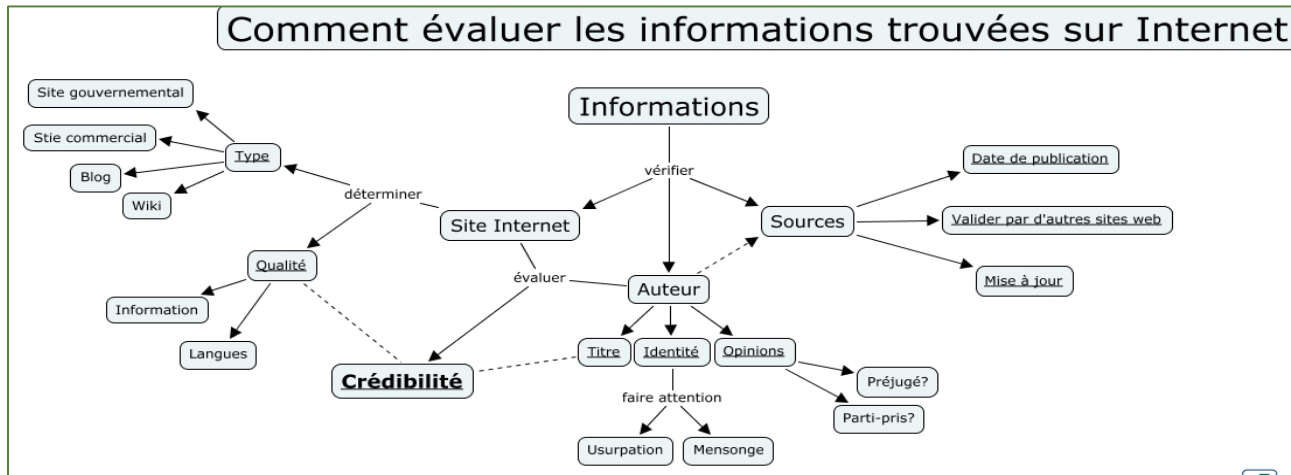 Comment évaluer les informations trouvées sur Internet
Informations
vérifier
Site gouvernemental
Stie commercial
Blog
Wiki
Type
déterminer
Site Internet
Sources
Date de publication
Valider par d'autres sites web
Mise à jour
Qualité
Information
Langues
évaluer
Auteur
Crédibilité
Titre
Identité
Opinions
faire attention
Préjugé?
Parti-pris?
Usurpation
Mensonge